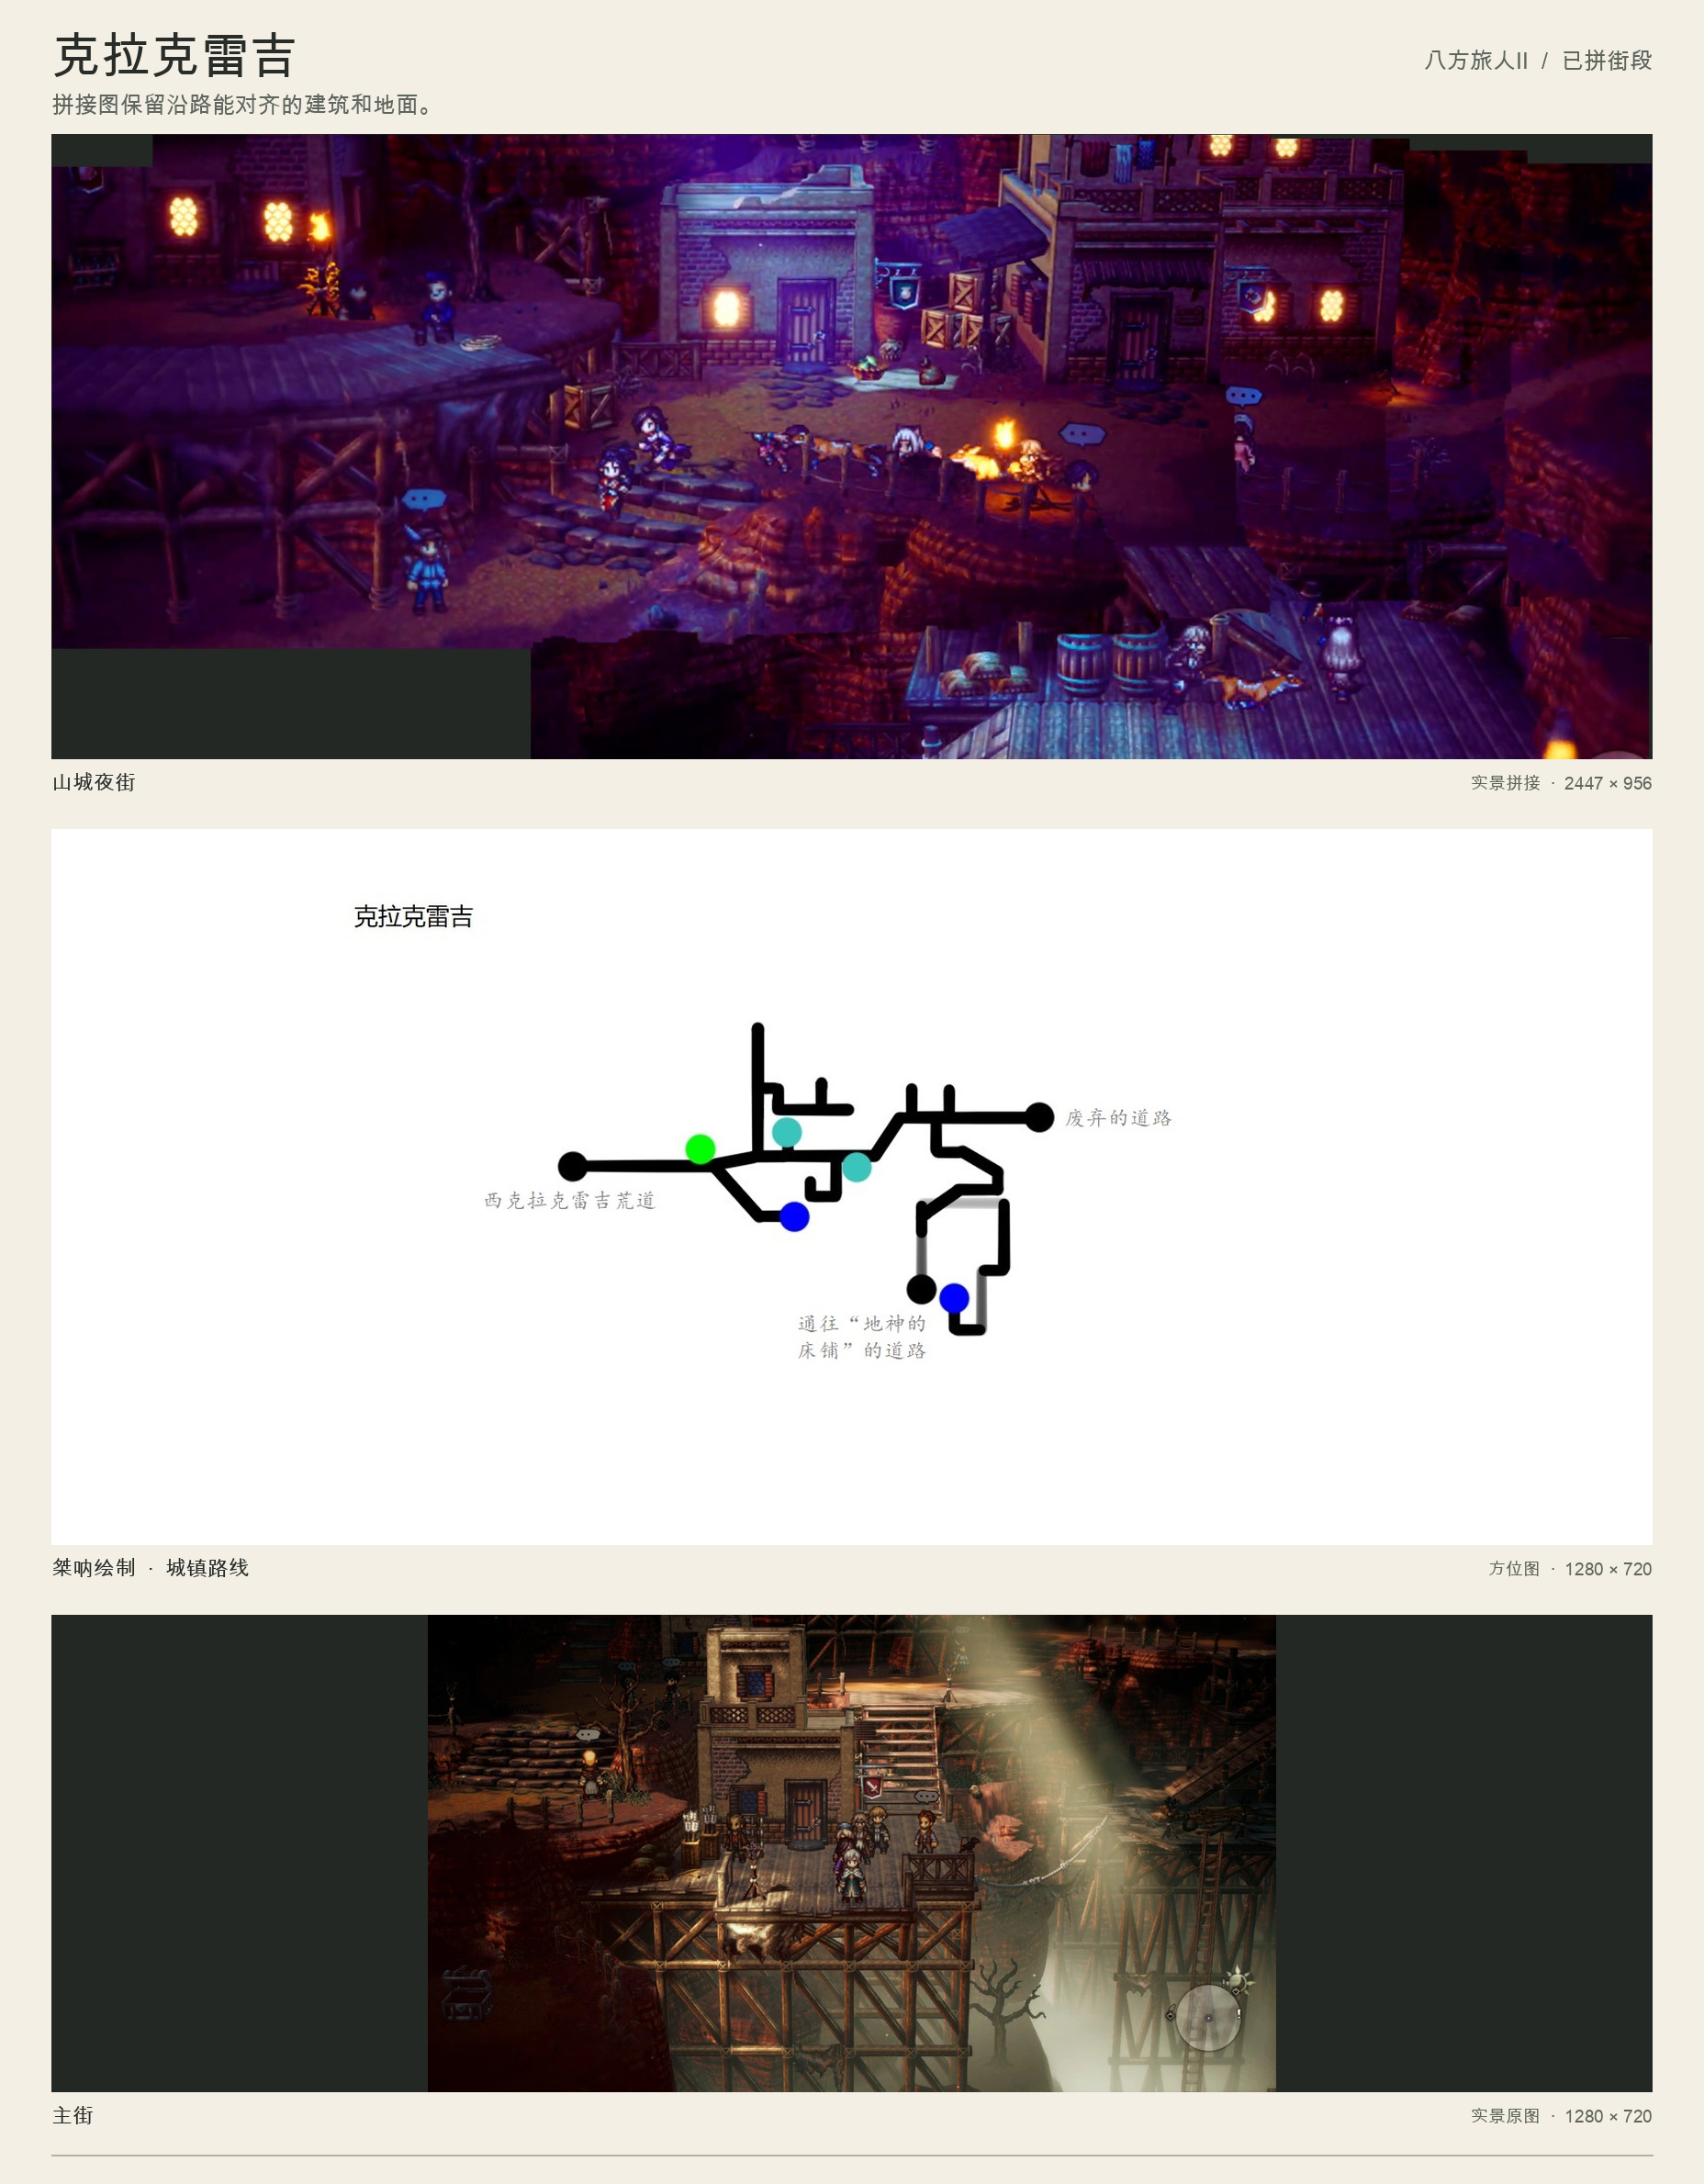 克拉克雷吉
八方旅人II / 已拼街段
拼接图保留沿路能对齐的建筑和地面。
山城夜街
实景拼接 · 2447 × 956
克拉克雷吉
废弃的道路
西克拉克雷吉荒道
通往“地神的
床铺”的道路
桀呐绘制 · 城镇路线
方位图 · 1280 × 720
主街
实景原图 · 1280 × 720